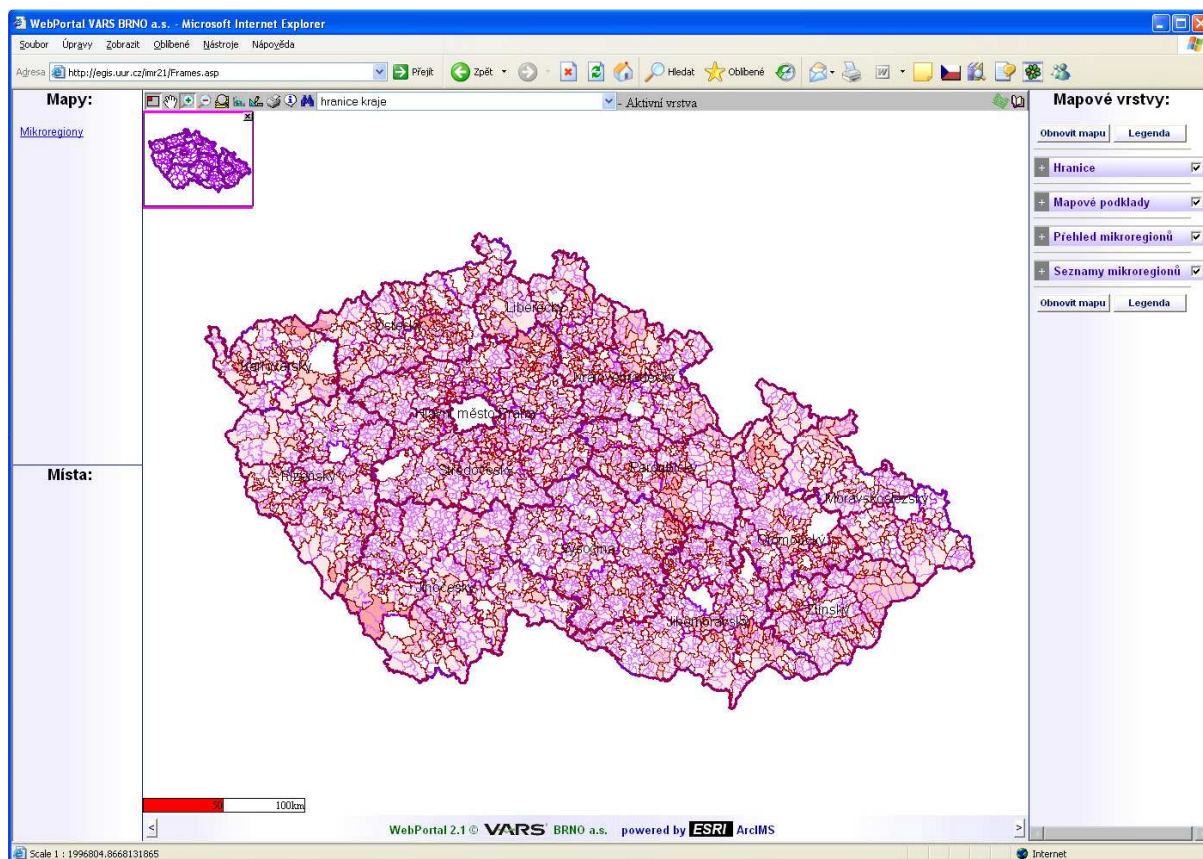 WebPortal VARS BRNO a.s. - Microsoft Internet Explorer
Soubor Úpravy Zobrazit Oblíbené Nástroje Nápověda
Adresa http://egis.uur.cz/imr21/Frames.asp Přejít Zpět Hledat Oblíbené
Mapy:
Mikroregiony
hranice kraje - Aktivní vrstva
Mapové vrstvy:
Obnovit mapu Legenda
Hranice
Mapové podklady
Přehled mikroregionů
Seznamy mikroregionů
Obnovit mapu Legenda
Liberecký
Ústecký
Karlovarský
Královéhradecký
Hlavní město Praha
Středočeský
Pardubický
Plzeňský
Moravskoslezský
Olomoucký
Vysočina
Jihočeský
Zlínský
Jihomoravský
Místa:
50 100km
WebPortal 2.1 © VARS BRNO a.s. powered by ESRI ArcIMS
Scale 1 : 1996804.8668131865
Internet